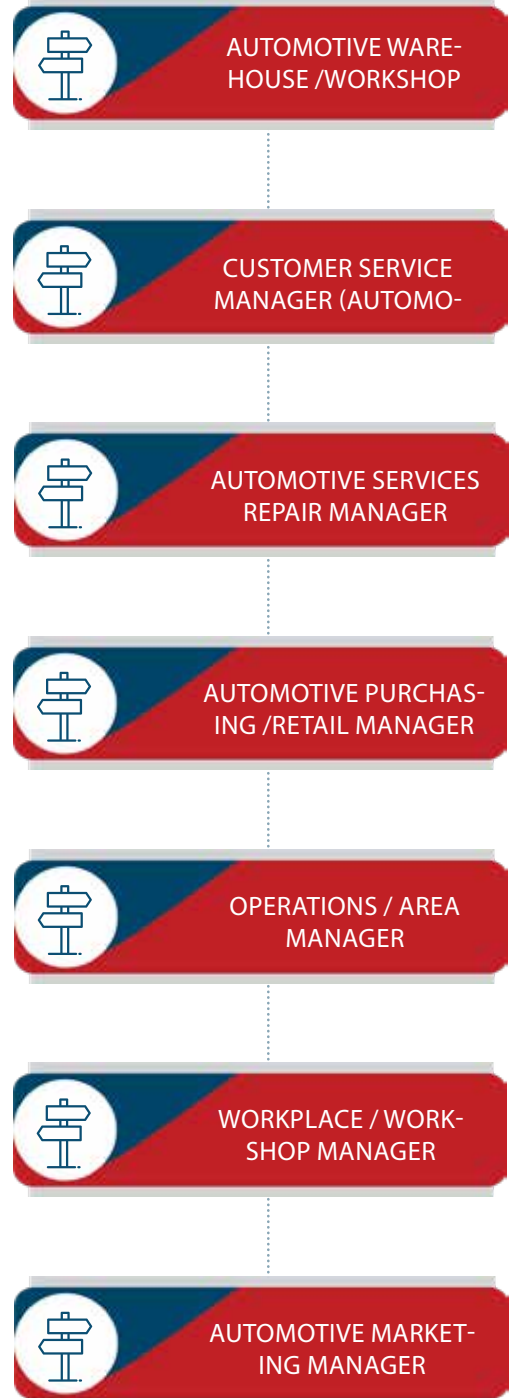 AUTOMOTIVE WARE-
HOUSE /WORKSHOP
CUSTOMER SERVICE
MANAGER (AUTOMO-
AUTOMOTIVE SERVICES
REPAIR MANAGER
AUTOMOTIVE PURCHAS-
ING /RETAIL MANAGER
OPERATIONS / AREA
MANAGER
WORKPLACE / WORK-
SHOP MANAGER
AUTOMOTIVE MARKET-
ING MANAGER